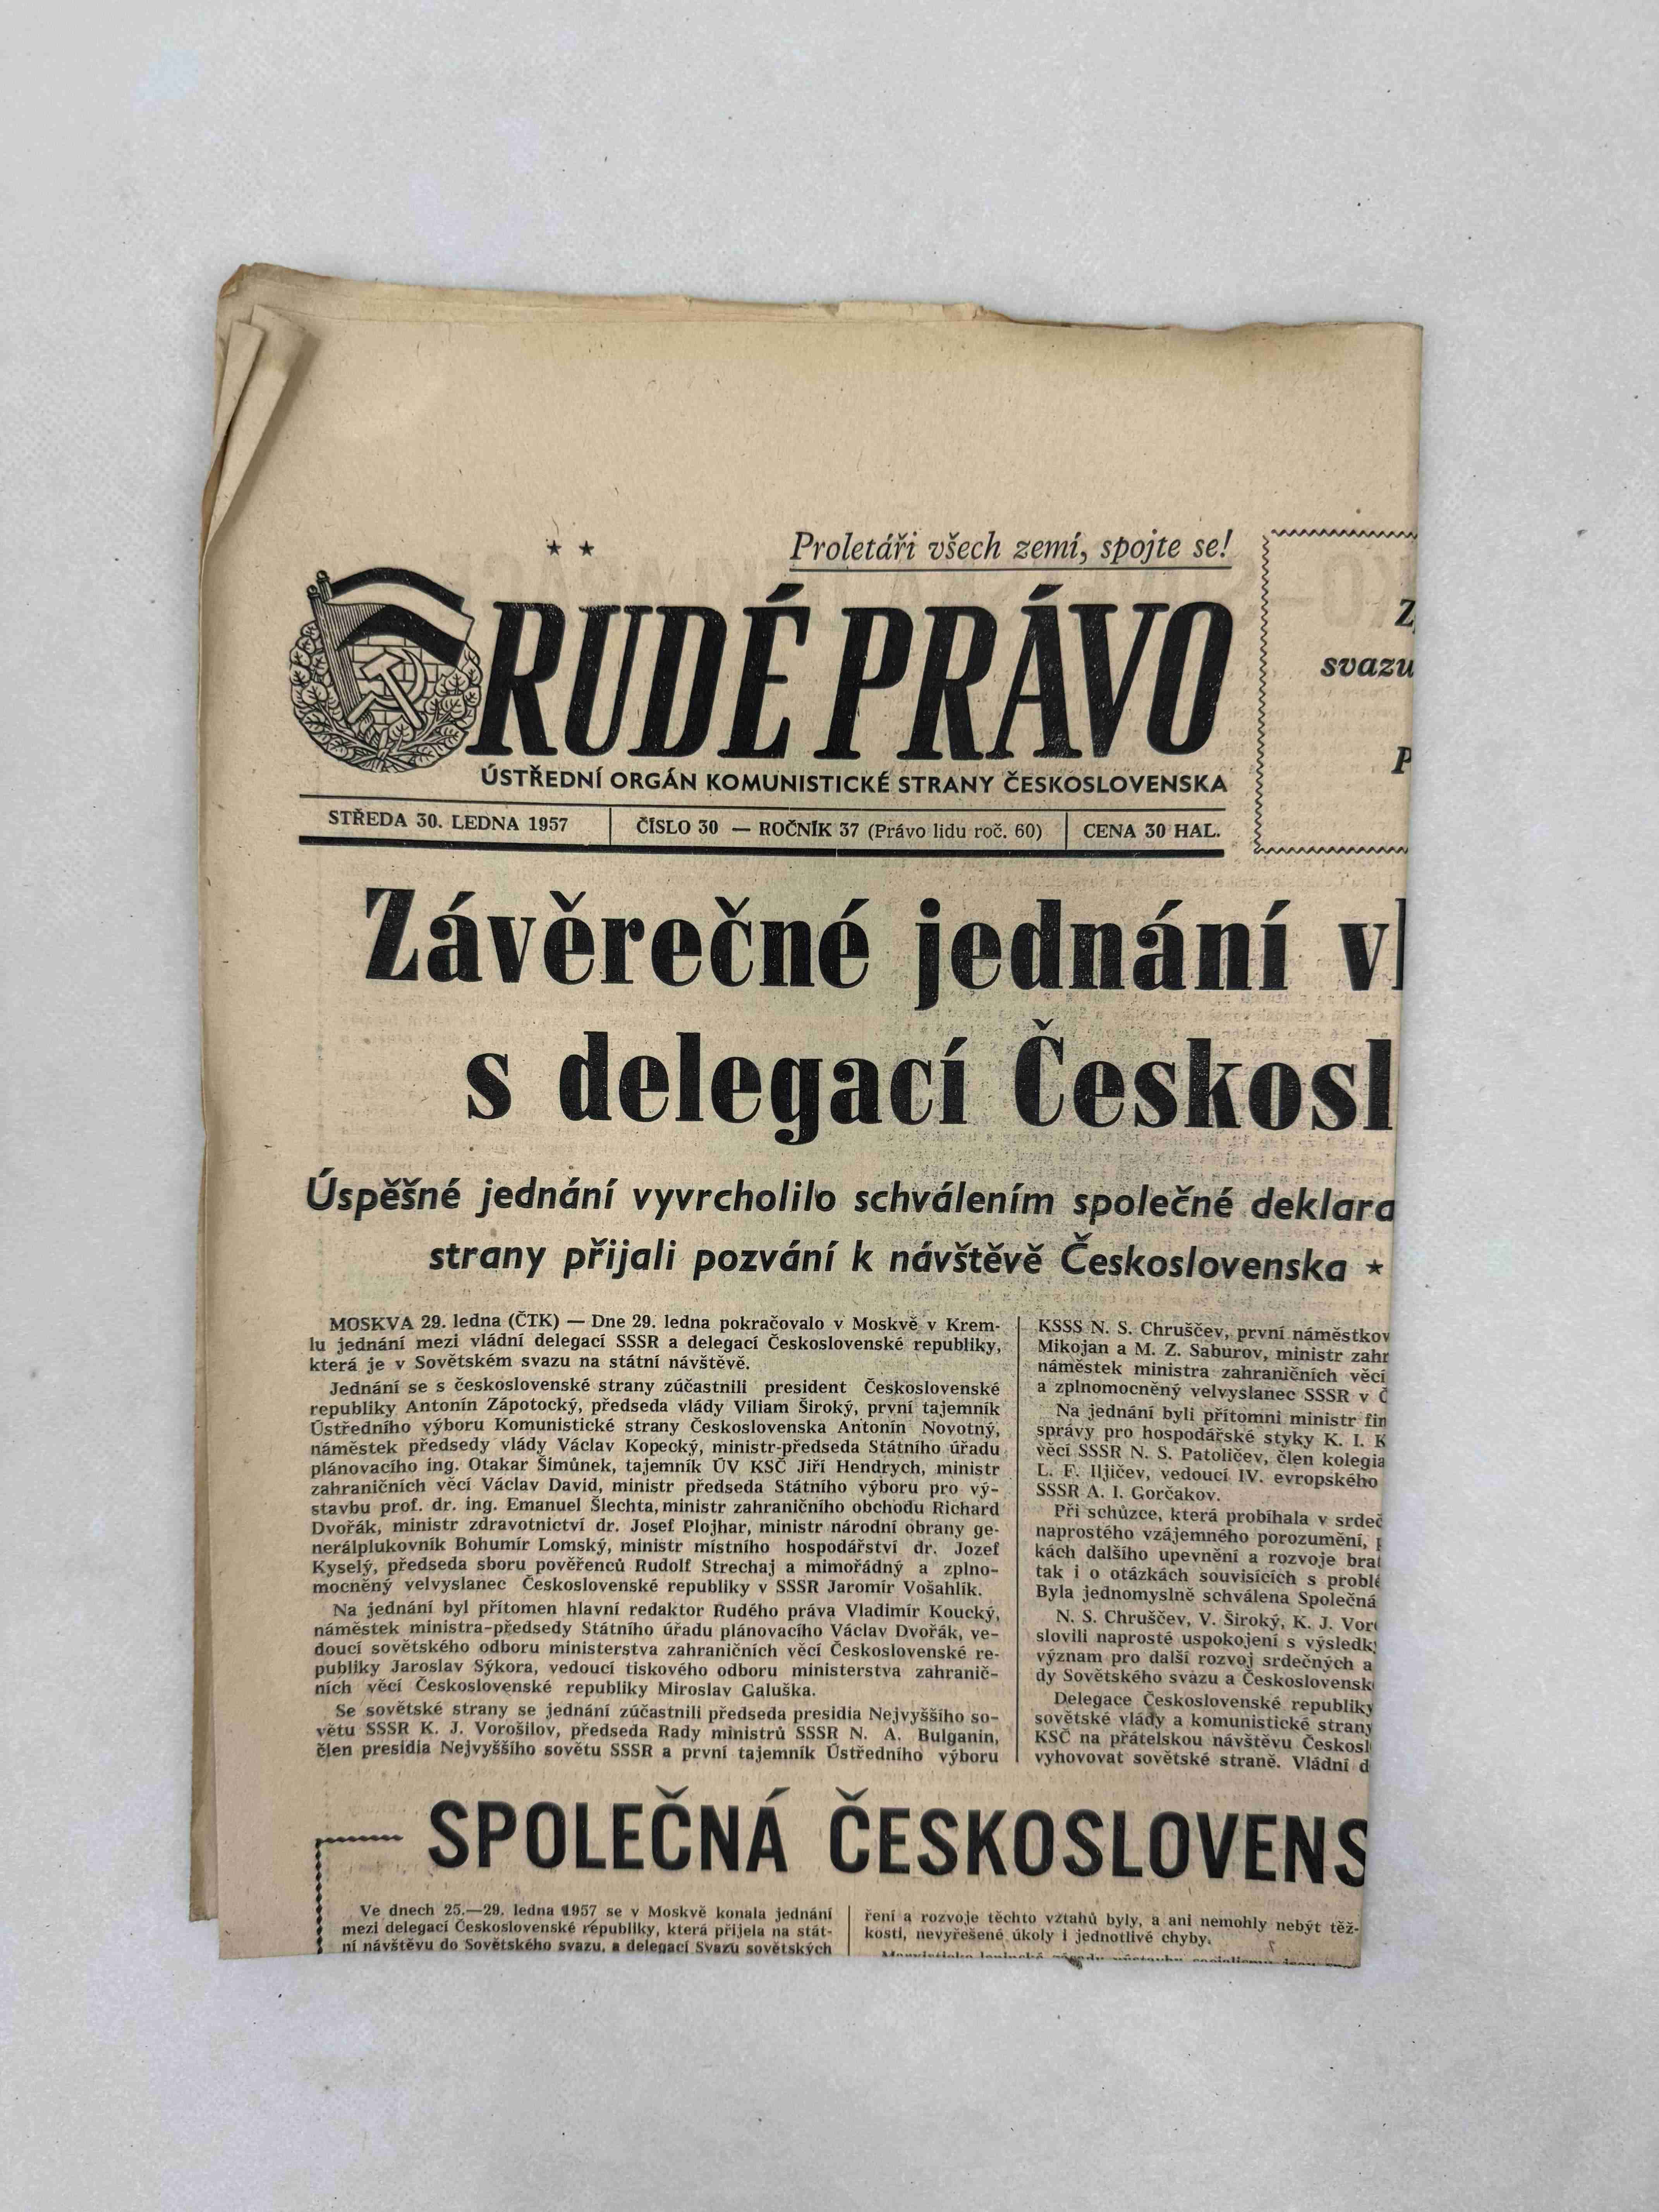 ★ ★
Proletáři všech zemí, spojte se!
RUDÉ PRÁVO
ÚSTŘEDNÍ ORGÁN KOMUNISTICKÉ STRANY ČESKOSLOVENSKA
STŘEDA 30. LEDNA 1957
ČÍSLO 30 — ROČNÍK 37 (Právo lidu roč. 60)
CENA 30 HAL.
svazu
Závěrečné jednání vl
s delegací Českosl
Úspěšné jednání vyvrcholilo schválením společné deklara
strany přijali pozvání k návštěvě Československa ★
MOSKVA 29. ledna (ČTK) — Dne 29. ledna pokračovalo v Moskvě v Krem-
lu jednání mezi vládní delegací SSSR a delegací Československé republiky,
která je v Sovětském svazu na státní návštěvě.
Jednání se s československé strany zúčastnili president Československé
republiky Antonín Zápotocký, předseda vlády Viliam Široký, první tajemník
Ústředního výboru Komunistické strany Československa Antonín Novotný,
náměstek předsedy vlády Václav Kopecký, ministr-předseda Státního úřadu
plánovacího ing. Otakar Šimůnek, tajemník ÚV KSČ Jiří Hendrych, ministr
zahraničních věcí Václav David, ministr předseda Státního výboru pro vý-
stavbu prof. dr. ing. Emanuel Šlechta, ministr zahraničního obchodu Richard
Dvořák, ministr zdravotnictví dr. Josef Plojhar, ministr národní obrany ge-
nerálplukovník Bohumír Lomský, ministr místního hospodářství dr. Jozef
Kyselý, předseda sboru pověřenců Rudolf Strechaj a mimořádný a zplno-
mocněný velvyslanec Československé republiky v SSSR Jaromír Vošahlík.
Na jednání byl přítomen hlavní redaktor Rudého práva Vladimír Koucký,
náměstek ministra-předsedy Státního úřadu plánovacího Václav Dvořák, ve-
doucí sovětského odboru ministerstva zahraničních věcí Československé re-
publiky Jaroslav Sýkora, vedoucí tiskového odboru ministerstva zahranič-
ních věcí Československé republiky Miroslav Galuška.
Se sovětské strany se jednání zúčastnili předseda presidia Nejvyššího so-
větu SSSR K. J. Vorošilov, předseda Rady ministrů SSSR N. A. Bulganin,
člen presidia Nejvyššího sovětu SSSR a první tajemník Ústředního výboru
KSSS N. S. Chruščev, první náměstkov
Mikojan a M. Z. Saburov, ministr zahr
náměstek ministra zahraničních věcí
a zplnomocněný velvyslanec SSSR v Č
Na jednání byli přítomni ministr fin
správy pro hospodářské styky K. I. K
věcí SSSR N. S. Patoličev, člen kolegia
L. F. Iljičev, vedoucí IV. evropského
SSSR A. I. Gorčakov.
Při schůzce, která probíhala v srdeč
naprostého vzájemného porozumění, p
kách dalšího upevnění a rozvoje brat
tak i o otázkách souvisících s problé
Byla jednomyslně schválena Společná
N. S. Chruščev, V. Široký, K. J. Vor
slovili naprosté uspokojení s výsledk
význam pro další rozvoj srdečných a
dy Sovětského svazu a Československ
Delegace Československé republiky
sovětské vlády a komunistické strany
KSČ na přátelskou návštěvu Českosl
vyhovovat sovětské straně. Vládní d
SPOLEČNÁ ČESKOSLOVENS
Ve dnech 25.—29. ledna 1957 se v Moskvě konala jednání
mezi delegací Československé republiky, která přijela na stát-
ní návštěvu do Sovětského svazu, a delegací Svazu sovětských
ření a rozvoje těchto vztahů byly, a ani nemohly nebýt těž-
kosti, nevyřešené úkoly i jednotlivé chyby.